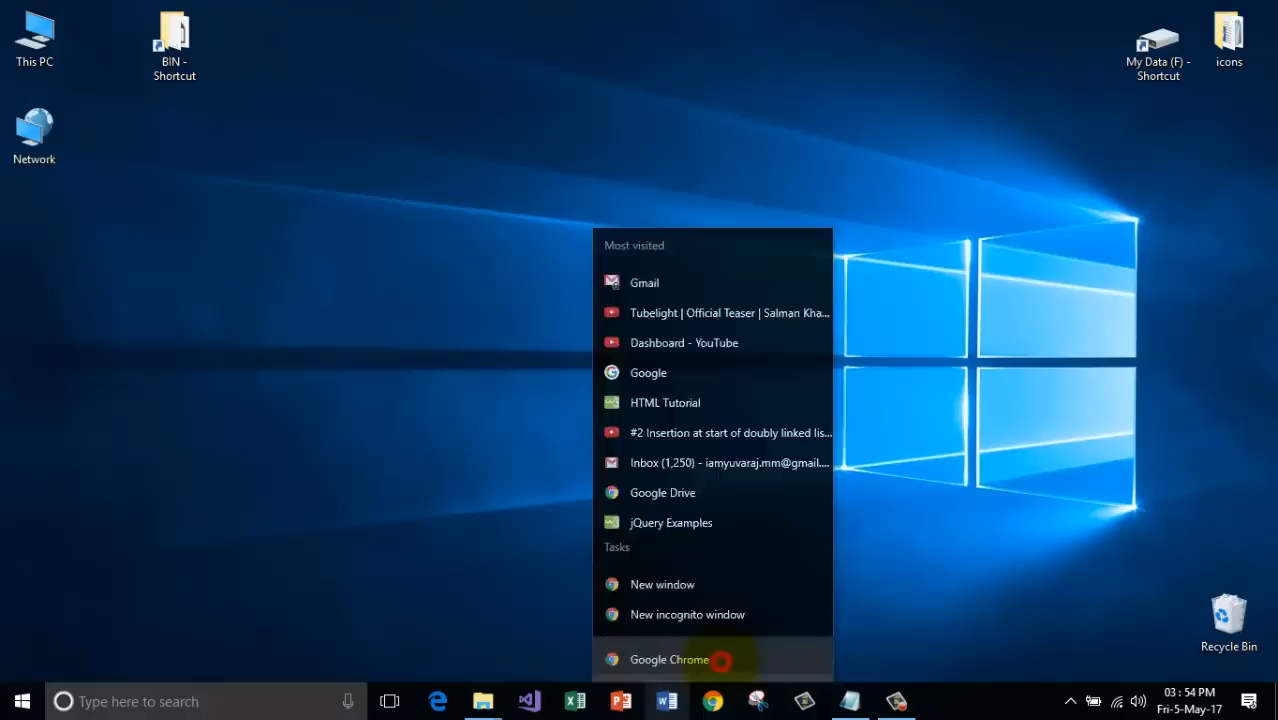 This PC
BIN -
Shortcut
My Data (F) -
Shortcut
icons
Network
Most visited
Gmail
Tubelight | Official Teaser | Salman Kha...
Dashboard - YouTube
Google
HTML Tutorial
#2 Insertion at start of doubly linked lis...
Inbox (1,250) - iamyuvaraj.mm@gmail....
Google Drive
jQuery Examples
Tasks
New window
New incognito window
Google Chrome
Recycle Bin
Type here to search
03:54 PM
Fri-5-May-17